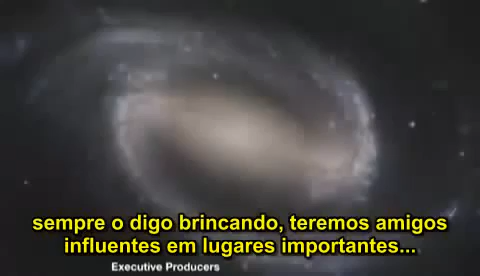 sempre o digo brincando, teremos amigos
influentes em lugares importantes...
Executive Producers